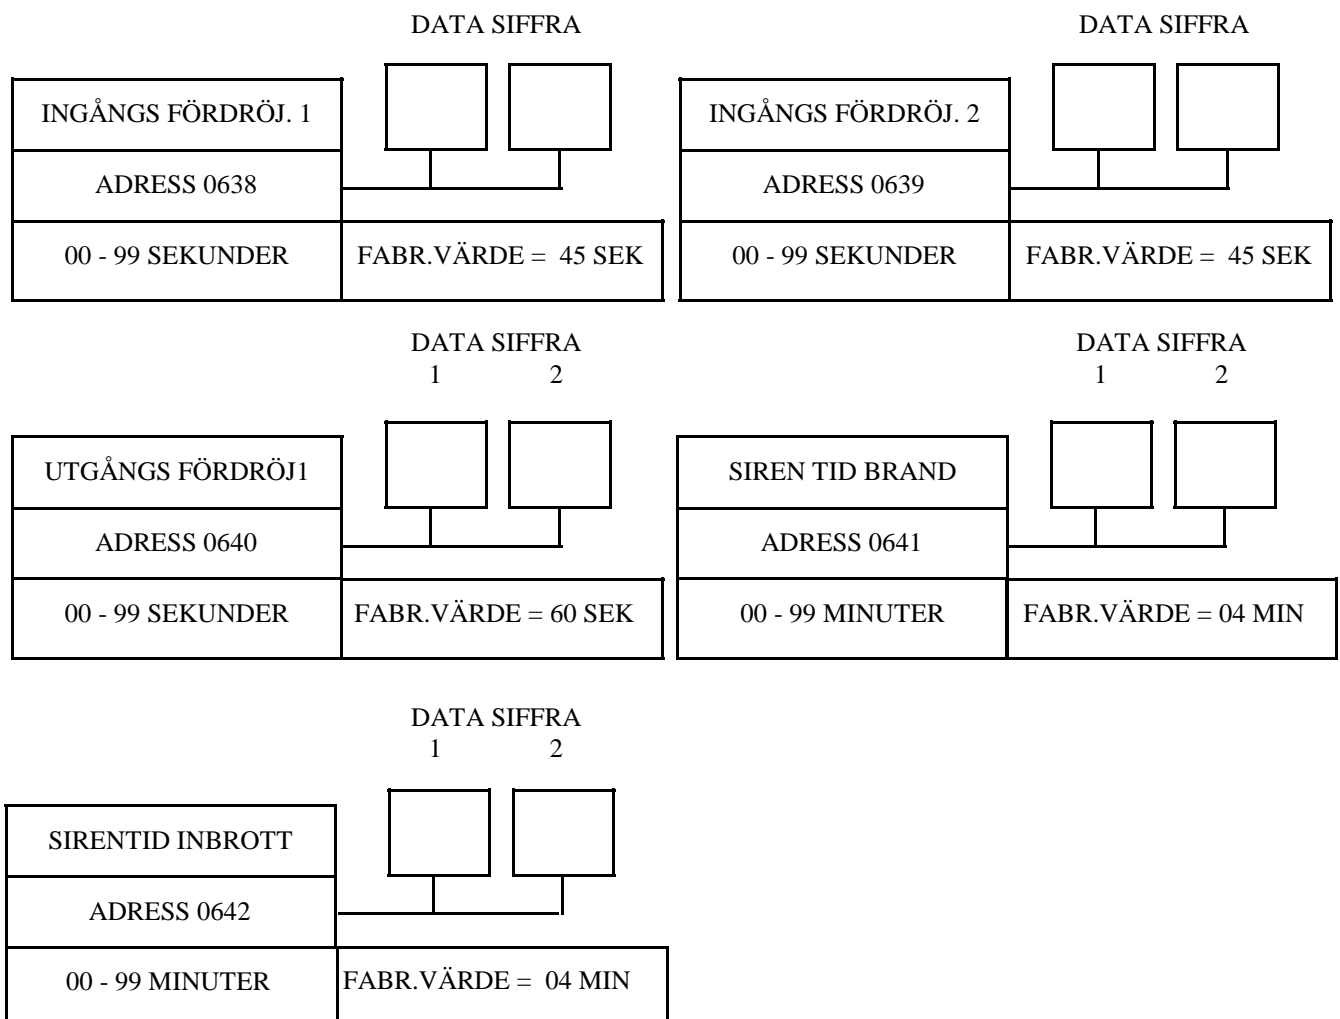 DATA SIFFRA
INGÅNGS FÖRDRÖJ. 1
ADRESS 0638
00 - 99 SEKUNDER
FABR.VÄRDE = 45 SEK
DATA SIFFRA
INGÅNGS FÖRDRÖJ. 2
ADRESS 0639
00 - 99 SEKUNDER
FABR.VÄRDE = 45 SEK
DATA SIFFRA
1 2
UTGÅNGS FÖRDRÖJ1
ADRESS 0640
00 - 99 SEKUNDER
FABR.VÄRDE = 60 SEK
DATA SIFFRA
1 2
SIREN TID BRAND
ADRESS 0641
00 - 99 MINUTER
FABR.VÄRDE = 04 MIN
DATA SIFFRA
1 2
SIRENTID INBROTT
ADRESS 0642
00 - 99 MINUTER
FABR.VÄRDE = 04 MIN